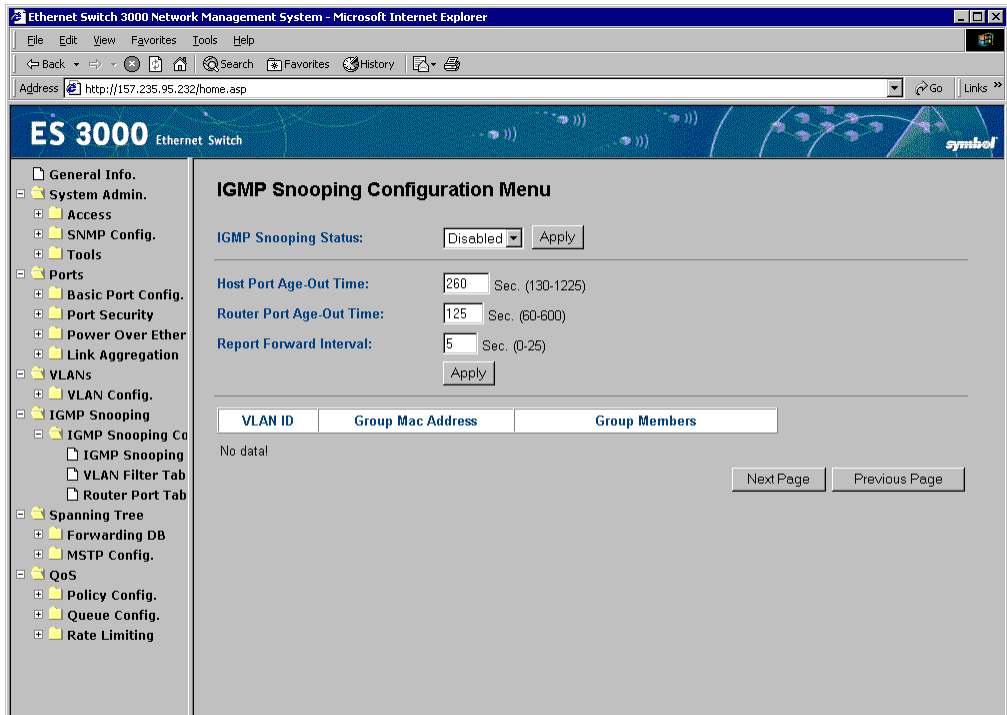 Ethernet Switch 3000 Network Management System - Microsoft Internet Explorer
File Edit View Favorites Tools Help
Back Search Favorites History
Address http://157.235.95.232/home.asp Go Links »
ES 3000 Ethernet Switch
symbol
General Info.
System Admin.
Access
SNMP Config.
Tools
Ports
Basic Port Config.
Port Security
Power Over Ether
Link Aggregation
VLANs
VLAN Config.
IGMP Snooping
IGMP Snooping Co
IGMP Snooping
VLAN Filter Tab
Router Port Tab
Spanning Tree
Forwarding DB
MSTP Config.
QoS
Policy Config.
Queue Config.
Rate Limiting
IGMP Snooping Configuration Menu
IGMP Snooping Status: Disabled Apply
Host Port Age-Out Time: 260 Sec. (130-1225)
Router Port Age-Out Time: 125 Sec. (60-600)
Report Forward Interval: 5 Sec. (0-25)
Apply
VLAN ID Group Mac Address Group Members
No data!
Next Page Previous Page